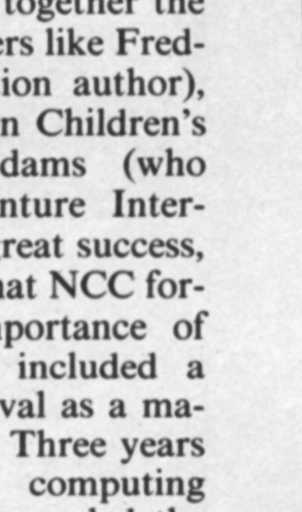 together the
ers like Fred-
ion author),
n Children's
dams (who
nture Inter-
reat success,
hat NCC for-
portance of
included a
val as a ma-
Three years
computing